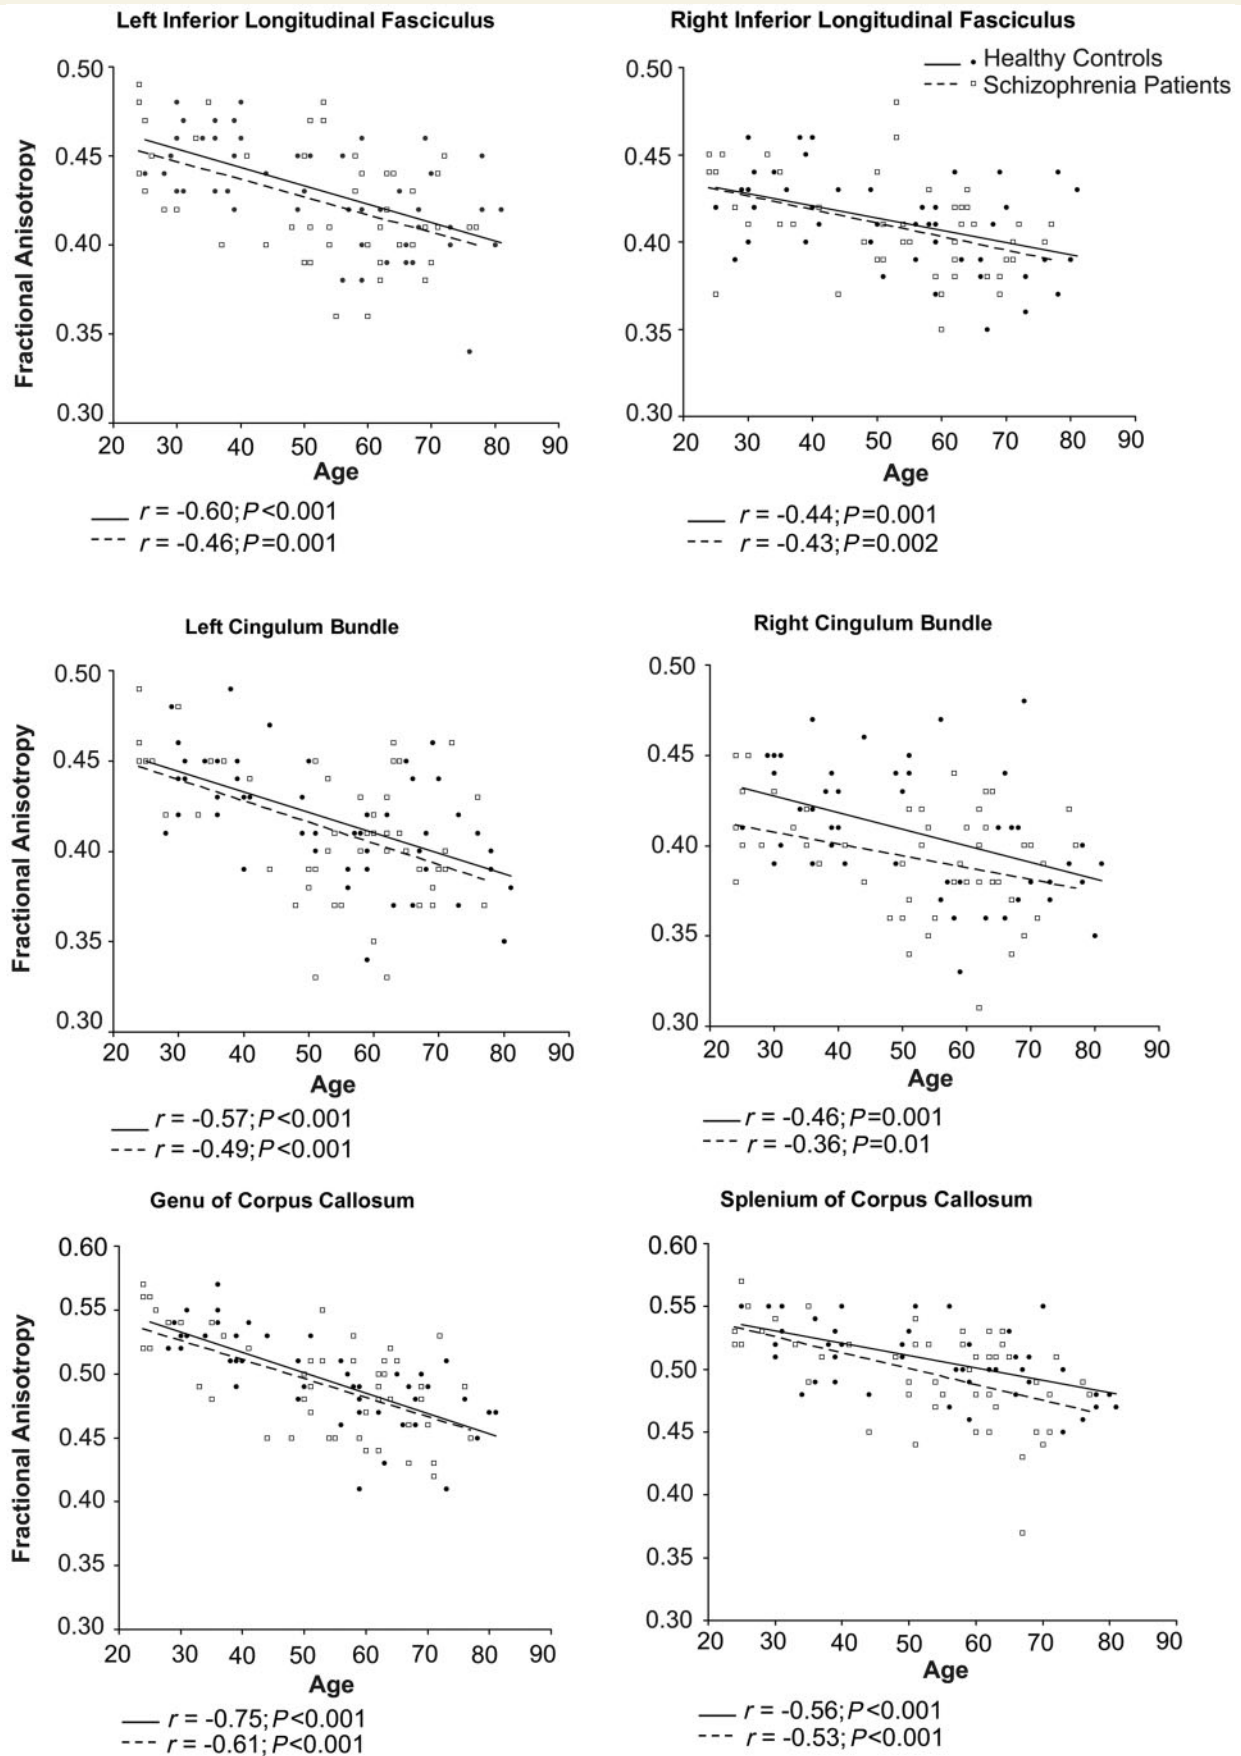 Left Inferior Longitudinal Fasciculus
Right Inferior Longitudinal Fasciculus
Healthy Controls
Schizophrenia Patients
Fractional Anisotropy
0.50
0.45
0.40
0.35
0.30
20 30 40 50 60 70 80 90
Age
r = -0.60; P<0.001
r = -0.46; P=0.001
0.50
0.45
0.40
0.35
0.30
20 30 40 50 60 70 80 90
Age
r = -0.44; P=0.001
r = -0.43; P=0.002
Left Cingulum Bundle
Fractional Anisotropy
0.50
0.45
0.40
0.35
0.30
20 30 40 50 60 70 80 90
Age
r = -0.57; P<0.001
r = -0.49; P<0.001
Right Cingulum Bundle
0.50
0.45
0.40
0.35
0.30
20 30 40 50 60 70 80 90
Age
r = -0.46; P=0.001
r = -0.36; P=0.01
Genu of Corpus Callosum
Fractional Anisotropy
0.60
0.55
0.50
0.45
0.40
0.35
0.30
20 30 40 50 60 70 80 90
Age
r = -0.75; P<0.001
r = -0.61; P<0.001
Splenium of Corpus Callosum
0.60
0.55
0.50
0.45
0.40
0.35
0.30
20 30 40 50 60 70 80 90
Age
r = -0.56; P<0.001
r = -0.53; P<0.001